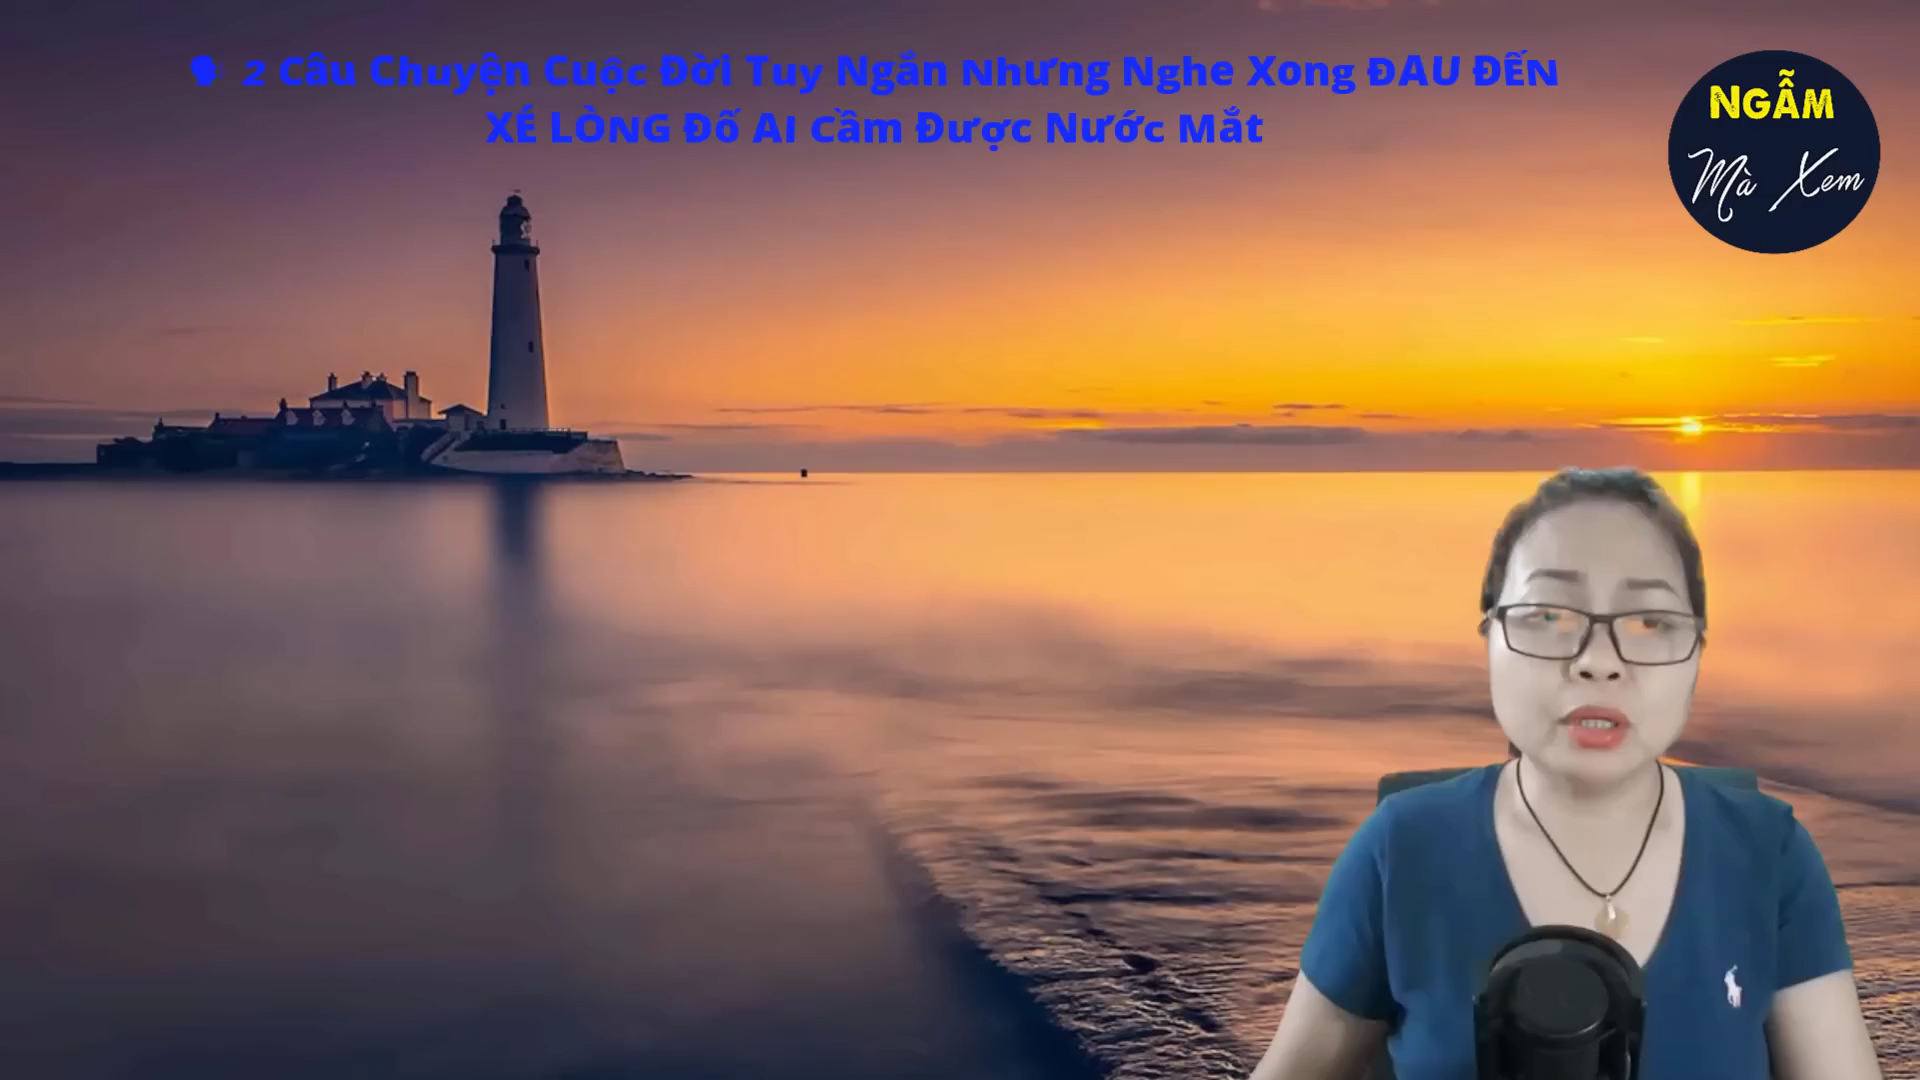 🗣 2 Câu Chuyện Cuộc Đời Tuy Ngắn Nhưng Nghe Xong ĐAU ĐẾN
XÉ LÒNG Đố AI Cầm Được Nước Mắt
NGẪM
Mà Xem